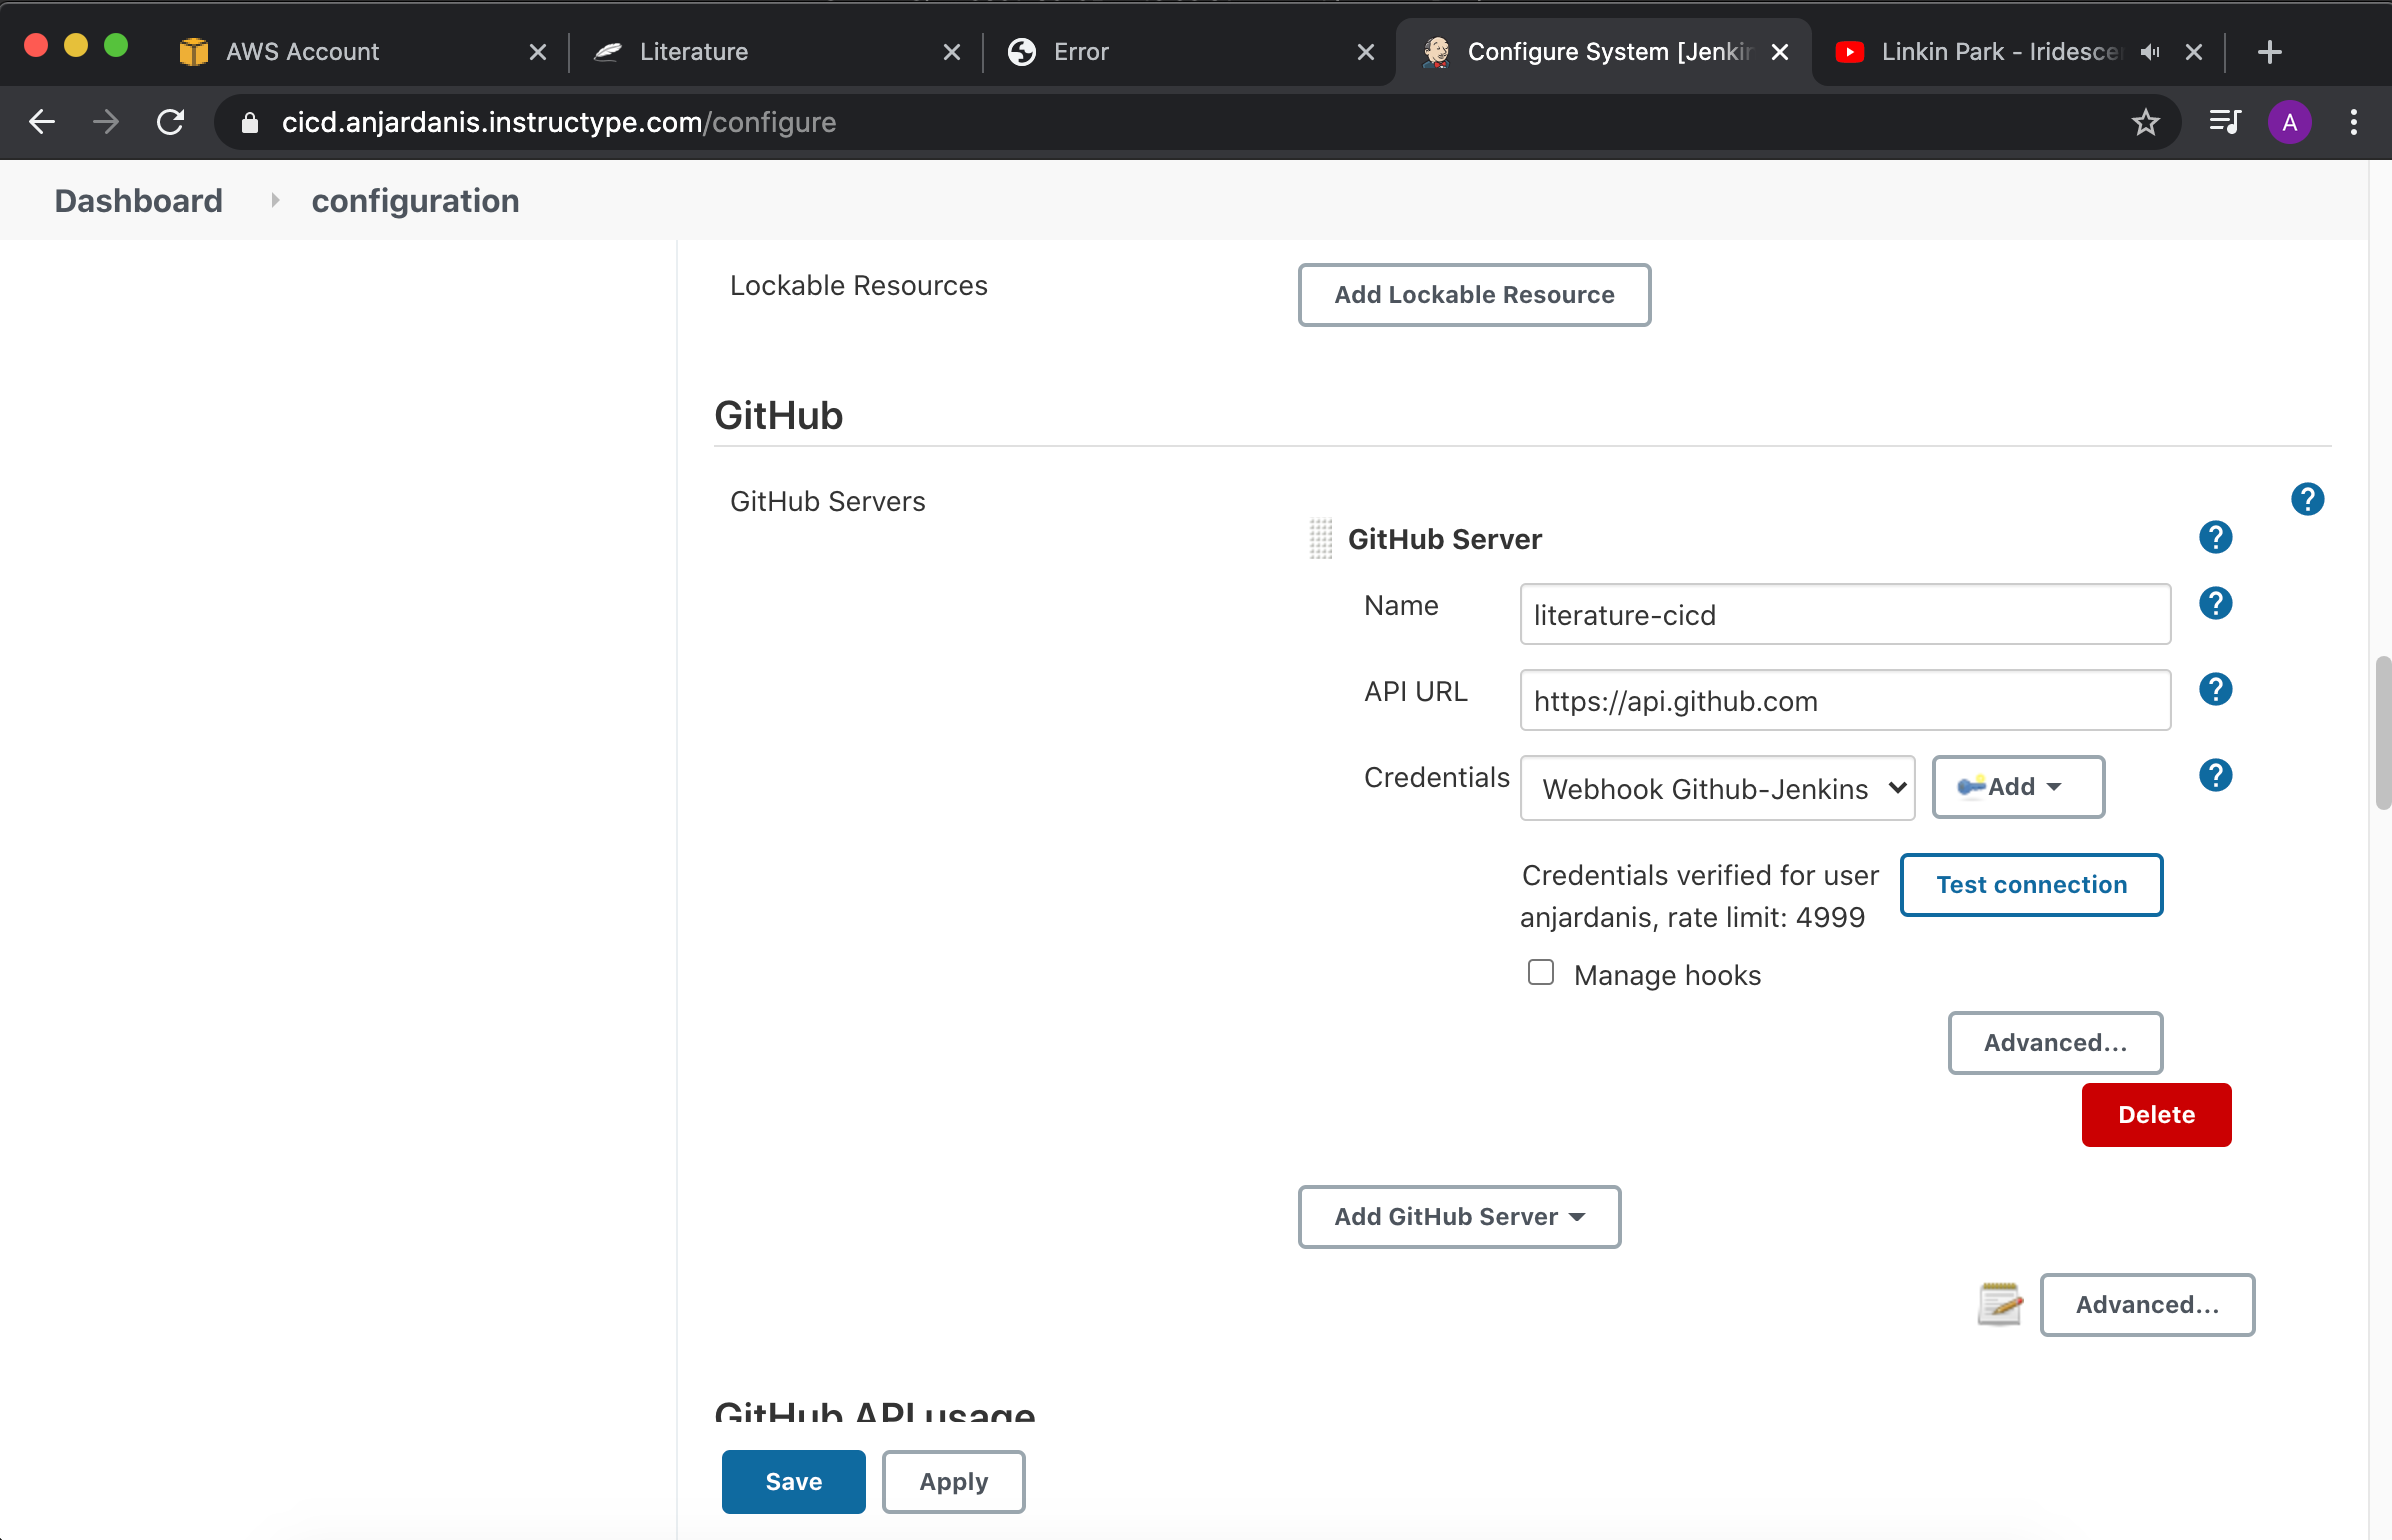 AWS Account
Literature
Error
Configure System [Jenkin
Linkin Park - Iridescen
cicd.anjardanis.instructype.com/configure
A
Dashboard
configuration
Lockable Resources
Add Lockable Resource
GitHub
GitHub Servers
?
GitHub Server
?
Name
literature-cicd
?
API URL
https://api.github.com
?
Credentials
Webhook Github-Jenkins
Add
?
Credentials verified for user
anjardanis, rate limit: 4999
Test connection
Manage hooks
Advanced...
Delete
Add GitHub Server
Advanced...
GitHub API usage
Save
Apply